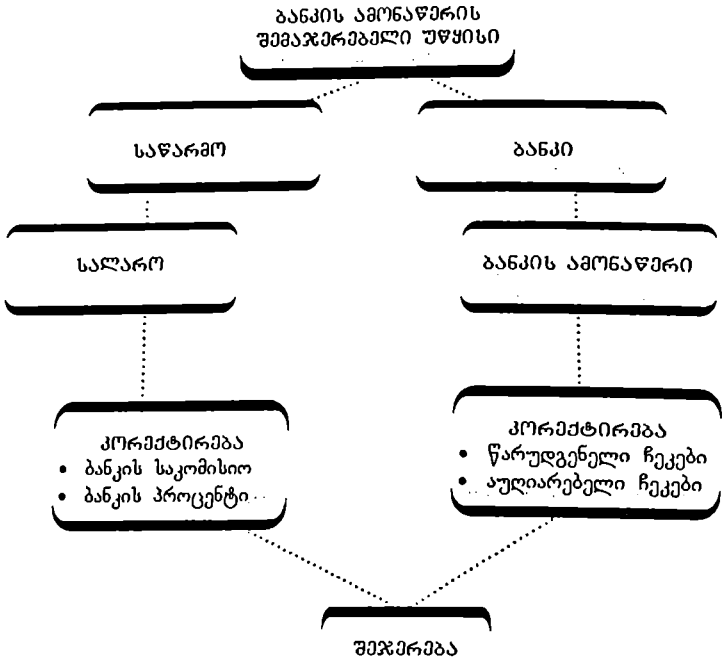 ბანკის ამონაწერის
შემაჯერებელი უწყისი
საწარმო
ბანკი
სალარო
ბანკის ამონაწერი
კორექტირება
• ბანკის საკომისიო
• ბანკის პროცენტი
კორექტირება
• წარუდგენელი ჩეკები
• აუღიარებელი ჩეკები
შეჯერება